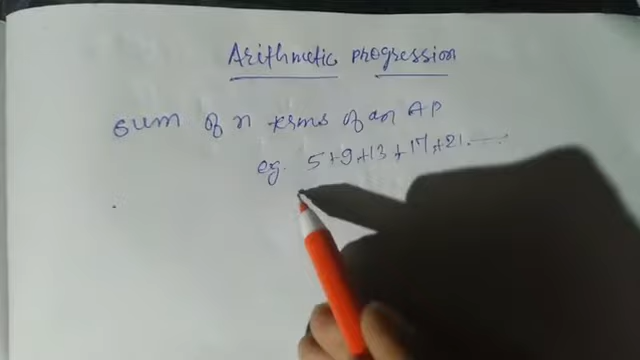 Arithmetic progression
sum of n terms of an AP
eg. 5+9+13+17+21.......